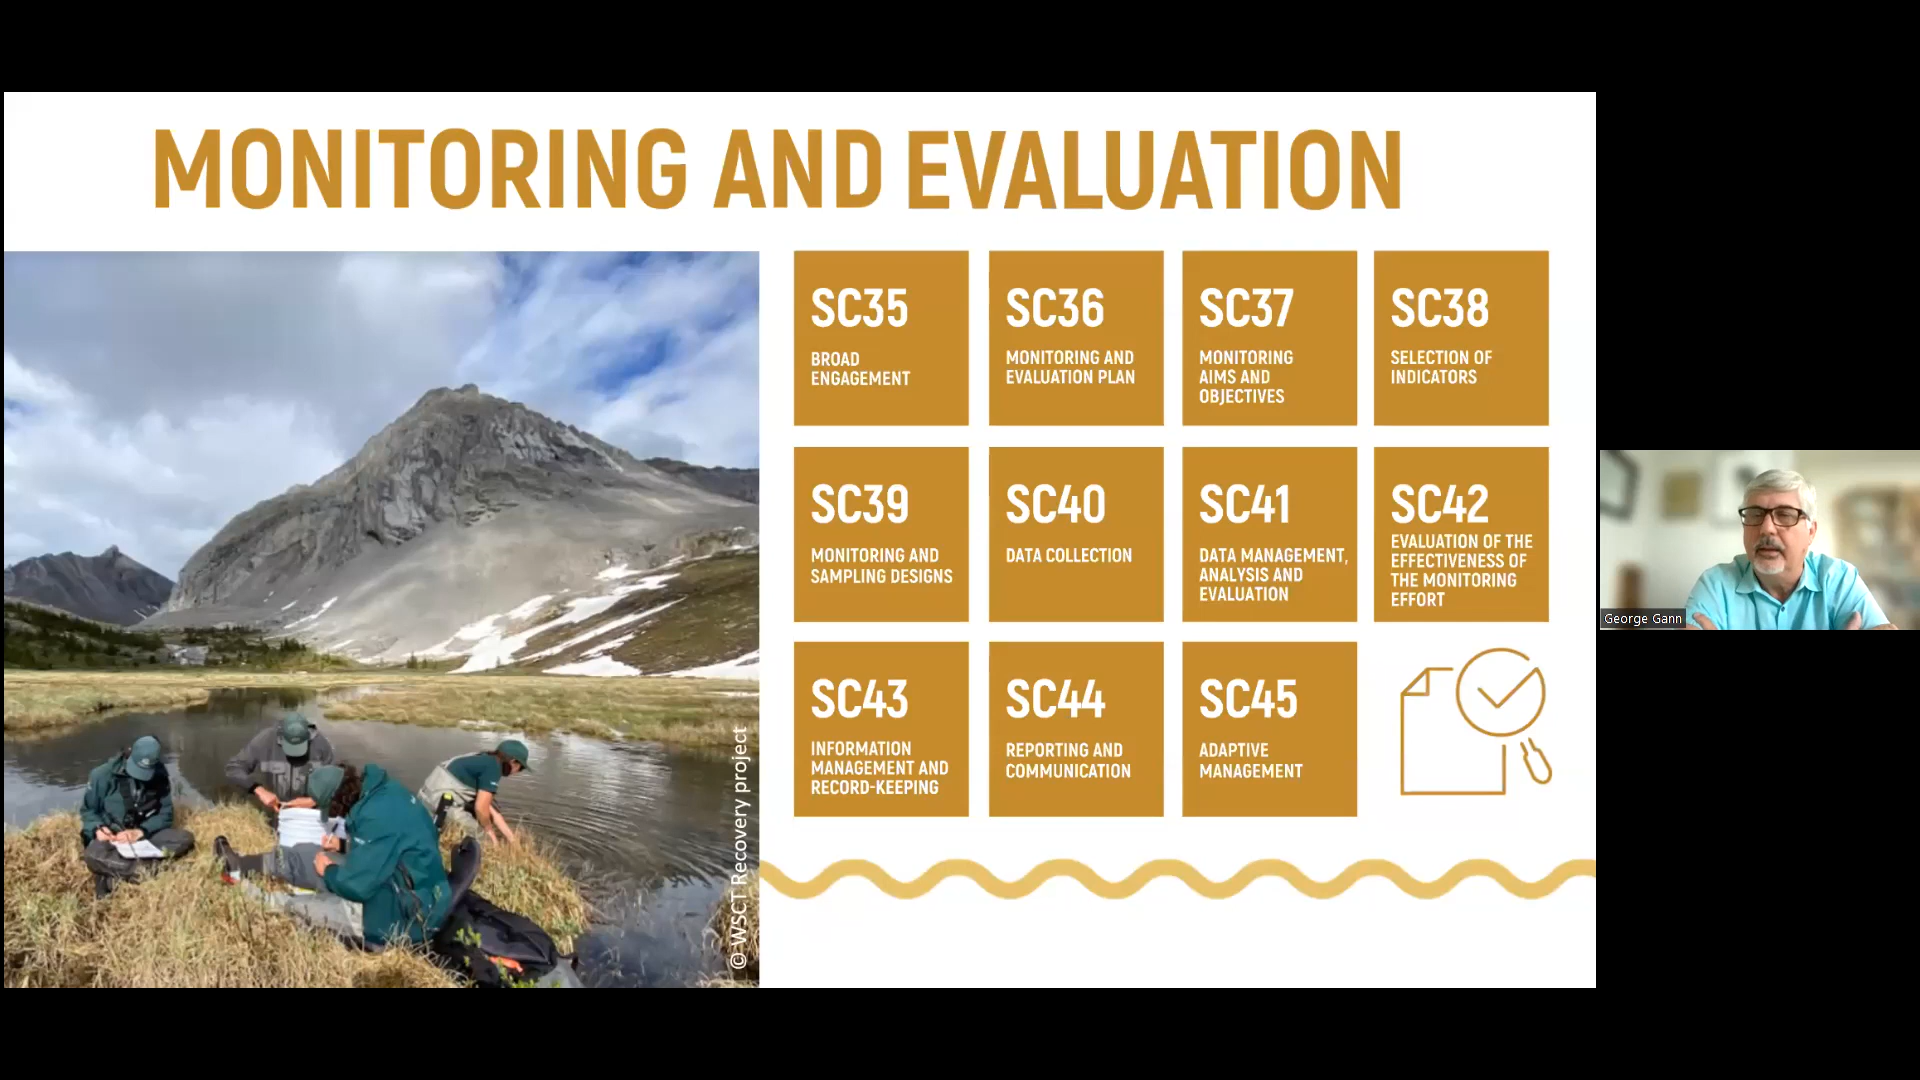 MONITORING AND EVALUATION
SC35
BROAD
ENGAGEMENT
SC36
MONITORING AND
EVALUATION PLAN
SC37
MONITORING
AIMS AND
OBJECTIVES
SC38
SELECTION OF
INDICATORS
SC39
MONITORING AND
SAMPLING DESIGNS
SC40
DATA COLLECTION
SC41
DATA MANAGEMENT,
ANALYSIS AND
EVALUATION
SC42
EVALUATION OF THE
EFFECTIVENESS OF
THE MONITORING
EFFORT
SC43
INFORMATION
MANAGEMENT AND
RECORD-KEEPING
SC44
REPORTING AND
COMMUNICATION
SC45
ADAPTIVE
MANAGEMENT
© WSCT Recovery project
George Gann